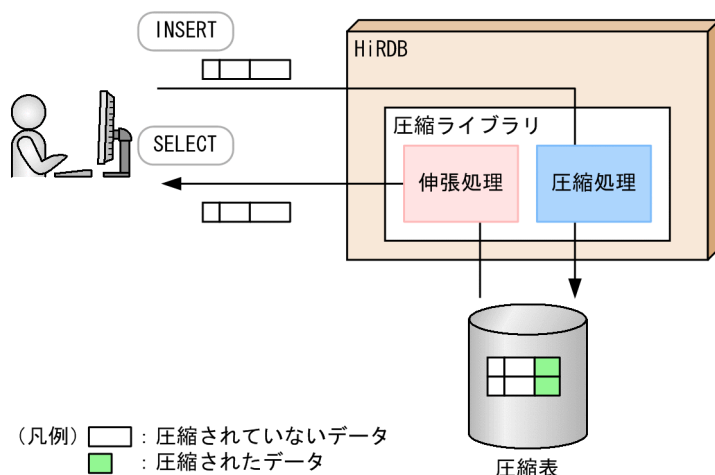 INSERT
HiRDB
圧縮ライブラリ
SELECT
伸張処理
圧縮処理
(凡例)
：圧縮されていないデータ
：圧縮されたデータ
圧縮表